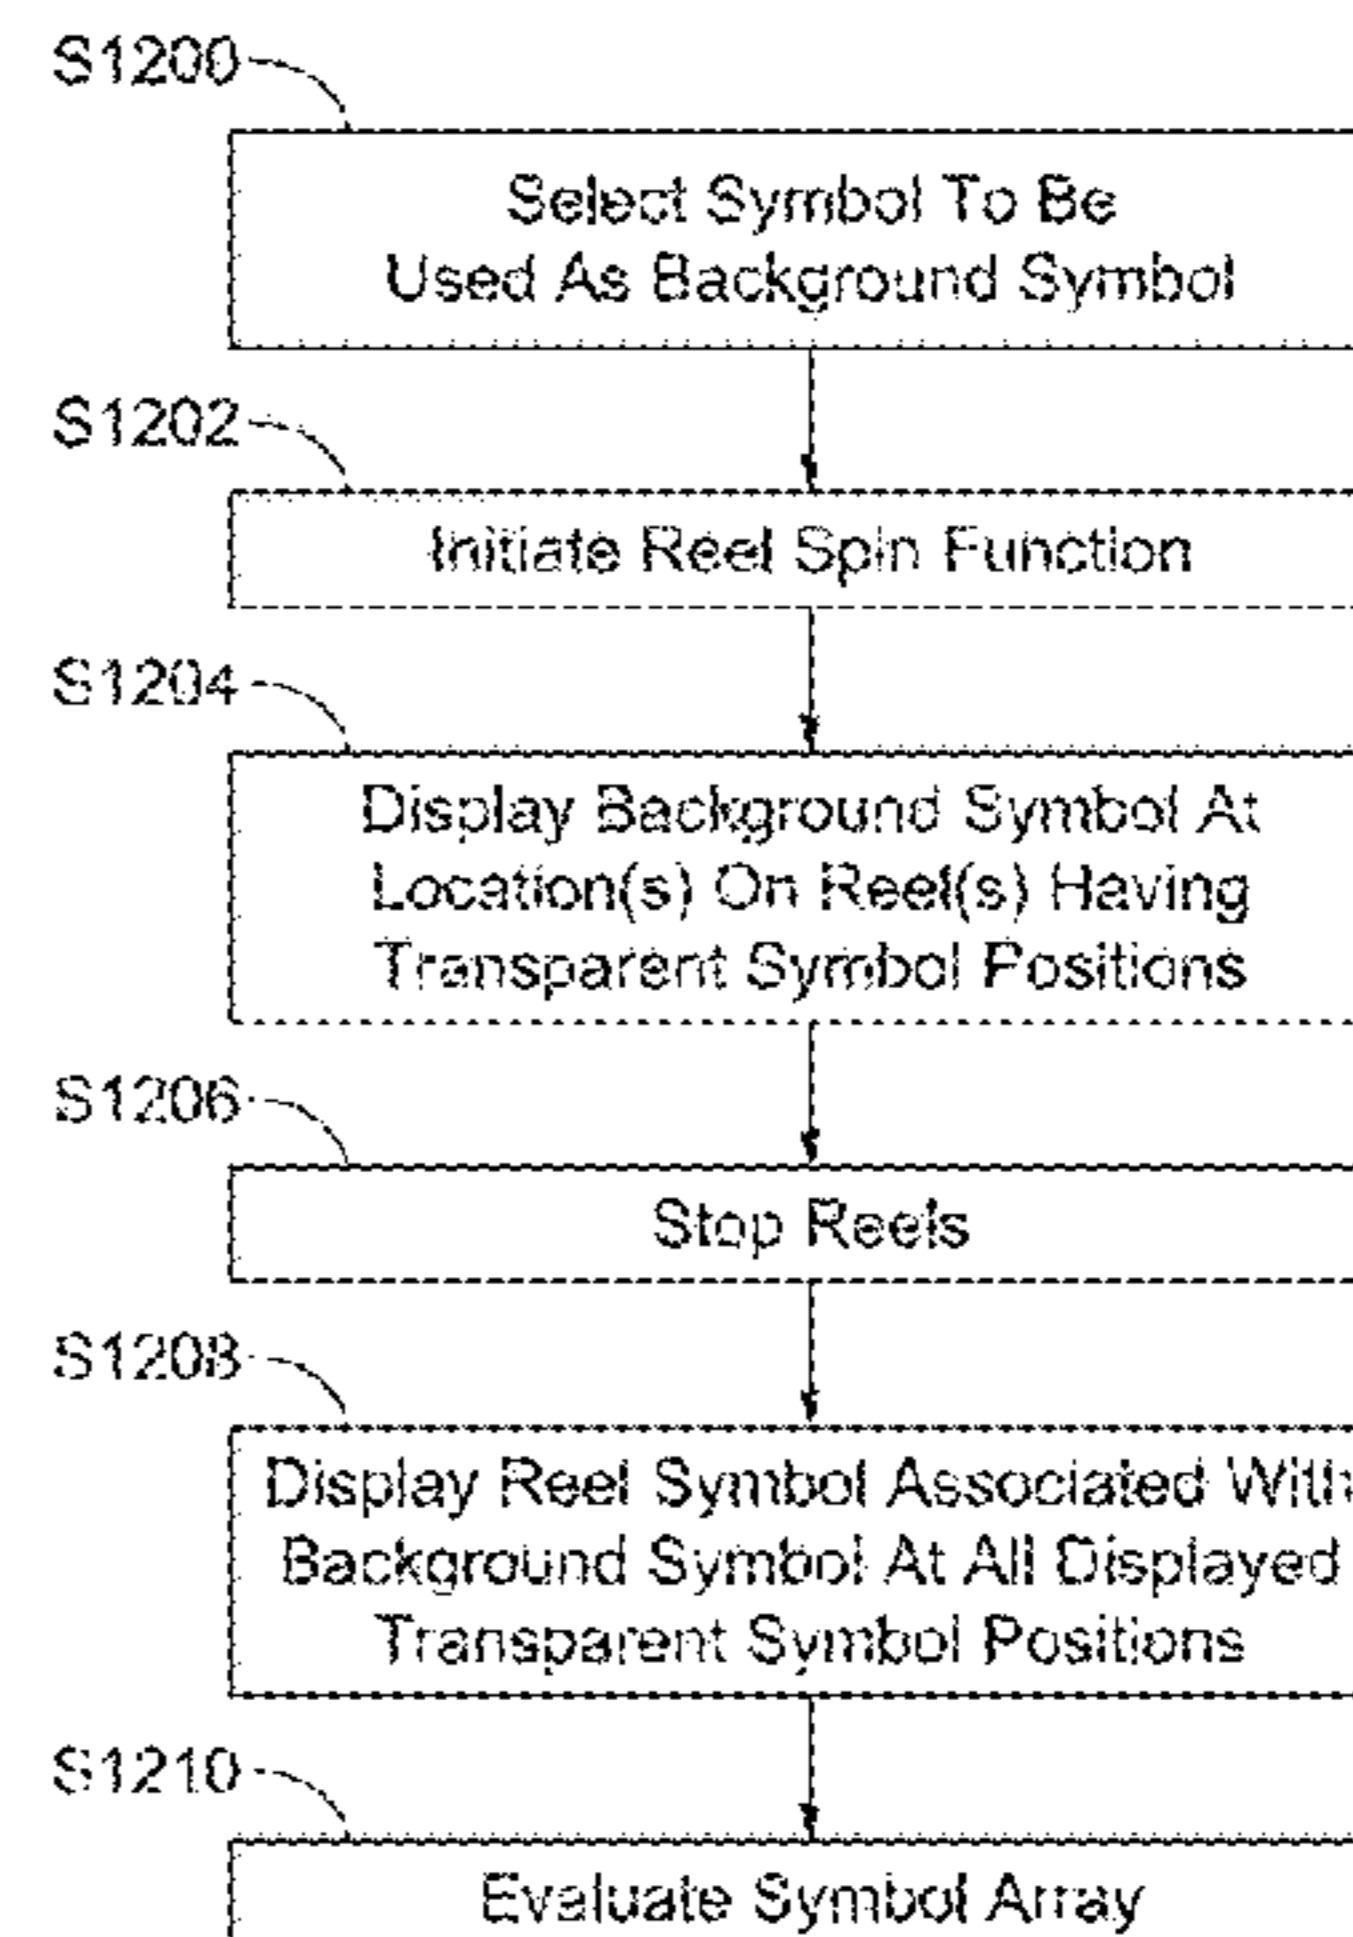 S1200
Select Symbol To Be
Used As Background Symbol
S1202
Initiate Reel Spin Function
S1204
Display Background Symbol At
Location(s) On Reel(s) Having
Transparent Symbol Positions
S1206
Stop Reels
S1208
Display Reel Symbol Associated With
Background Symbol At All Displayed
Transparent Symbol Positions
S1210
Evaluate Symbol Array